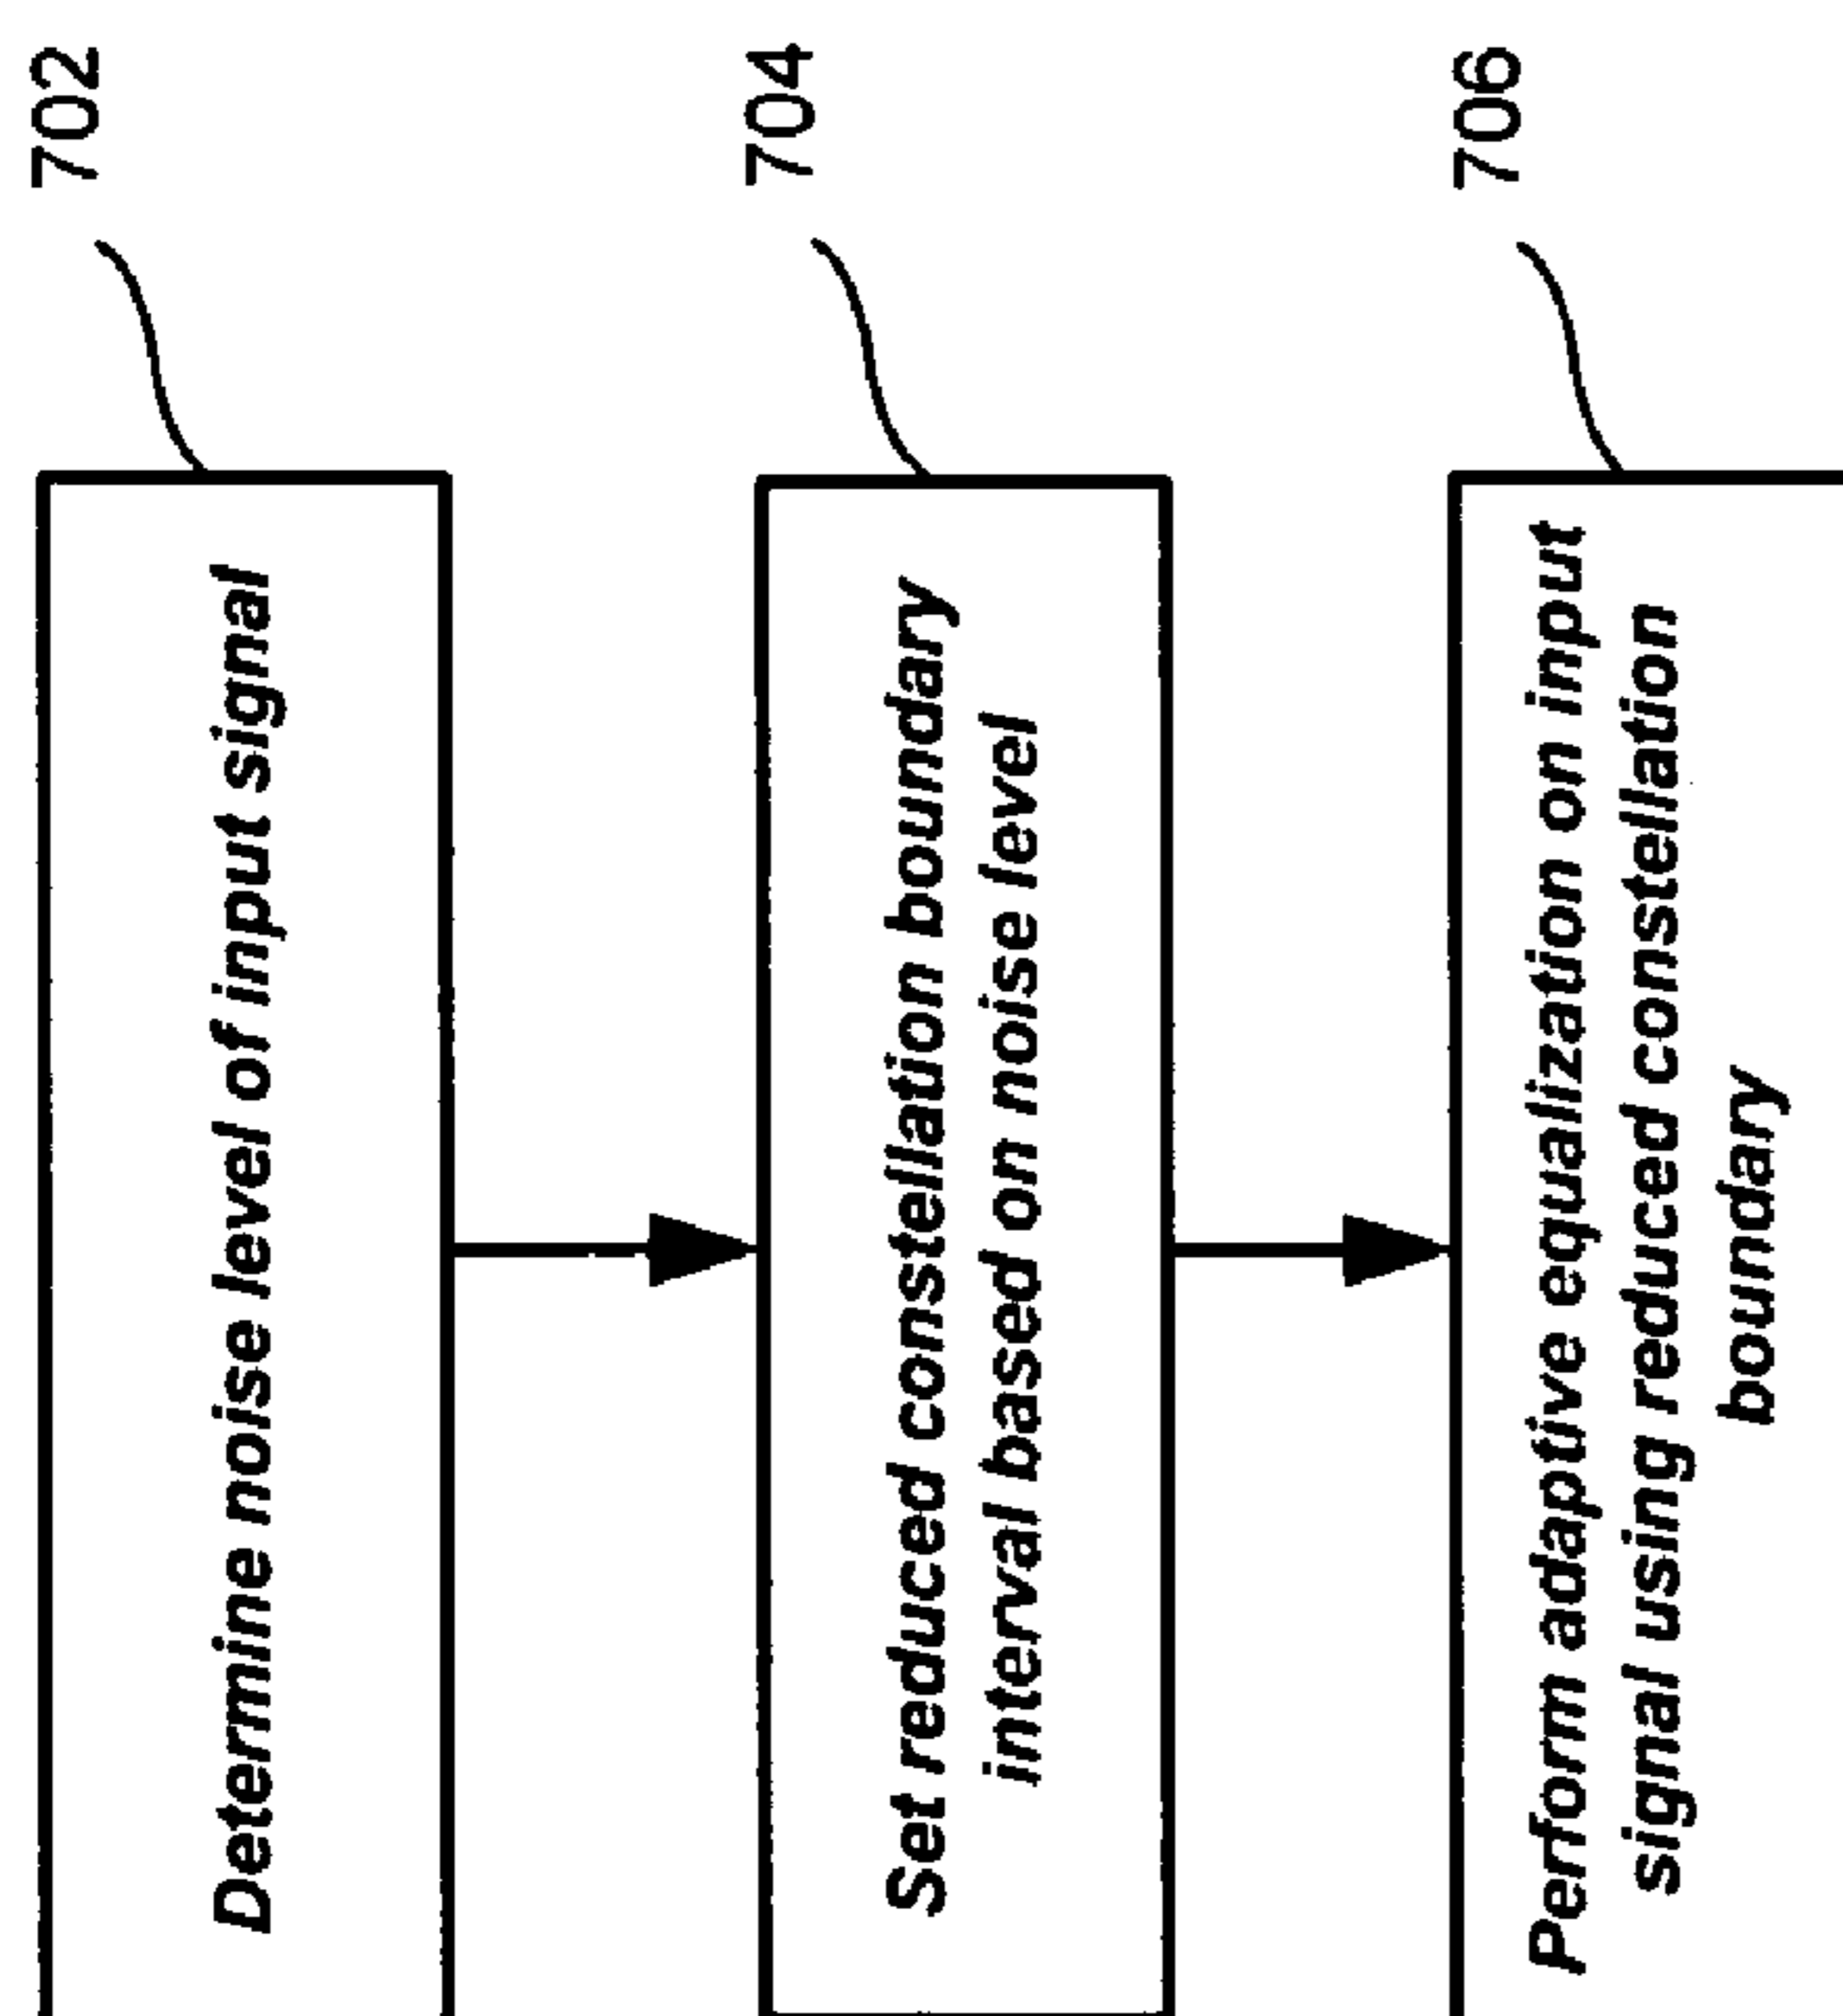 702
Determine noise level of input signal
704
Set reduced constellation boundary
interval based on noise level
706
Perform adaptive equalization on input
signal using reduced constellation
boundary